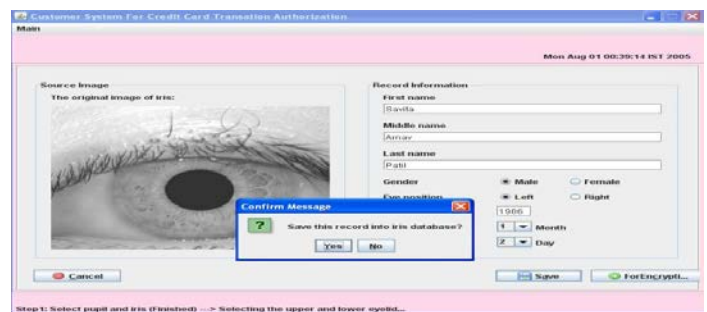 Customer System For Credit Card Transation Authorization
Main
Mon Aug 01 00:39:14 IST 2005
Source Image
The original image of iris:
Record Information
First name
Savita
Middle name
Arnav
Last name
Patil
Gender Male Female
Eye position Left Right
1986
1 Month
2 Day
Confirm Message
Save this record into iris database?
Yes No
Cancel
Save ForEncrypti...
Step1: Select pupil and iris (Finished) ---> Selecting the upper and lower eyelid...